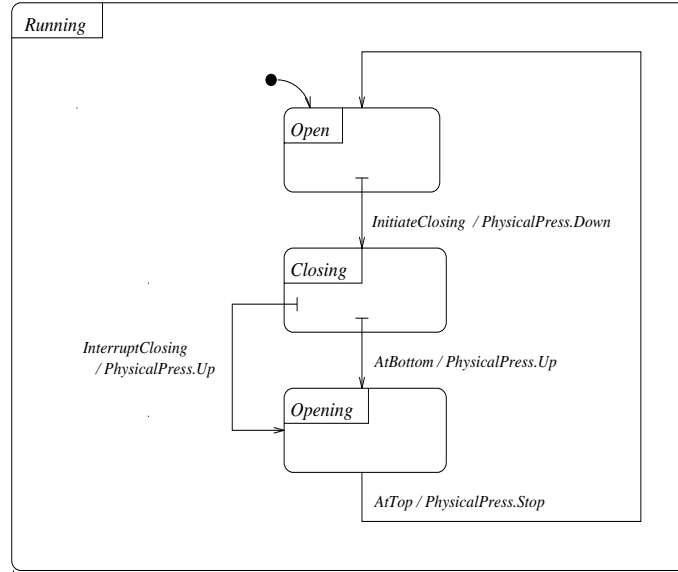 Running
Open
InitiateClosing / PhysicalPress.Down
Closing
InterruptClosing
/ PhysicalPress.Up
AtBottom / PhysicalPress.Up
Opening
AtTop / PhysicalPress.Stop